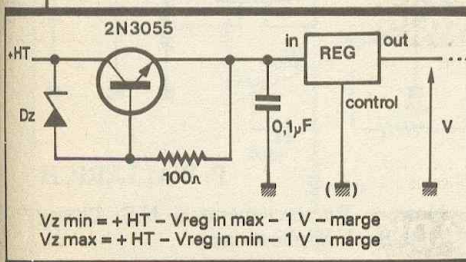 2N3055
+HT
in
REG
out
Dz
control
0,1µF
V
100Ω
( )
Vz min = + HT – Vreg in max – 1 V – marge
Vz max = + HT – Vreg in min – 1 V – marge